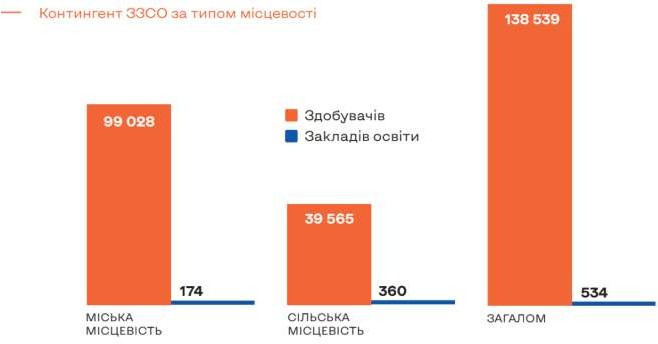 Контингент ЗЗСО за типом місцевості
138 539
99 028
Здобувачів
Закладів освіти
39 565
174
360
534
МІСЬКА
МІСЦЕВІСТЬ
СІЛЬСЬКА
МІСЦЕВІСТЬ
ЗАГАЛОМ